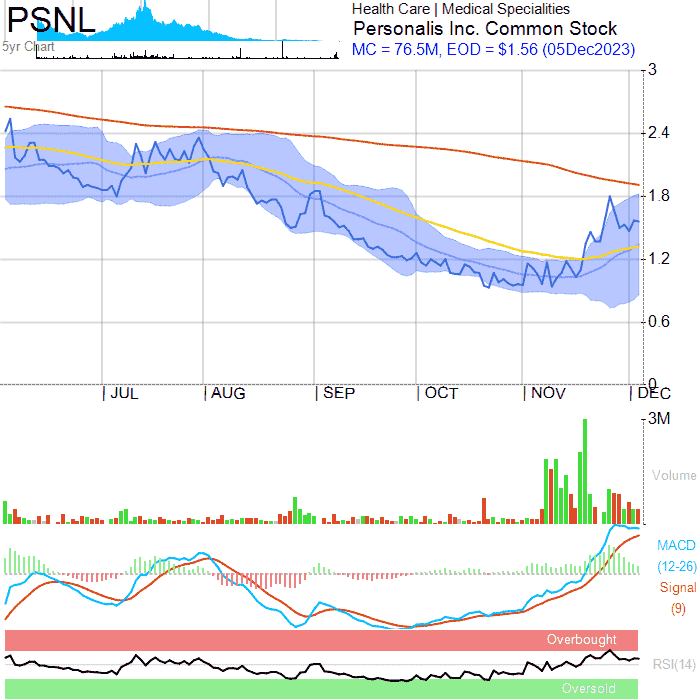 PSNL
5yr Chart
Health Care | Medical Specialities
Personalis Inc. Common Stock
MC = 76.5M, EOD = $1.56 (05Dec2023)
3
2.4
1.8
1.2
0.6
0
JUL AUG SEP OCT NOV DEC
3M
Volume
MACD
(12-26)
Signal
(9)
Overbought
RSI(14)
Oversold